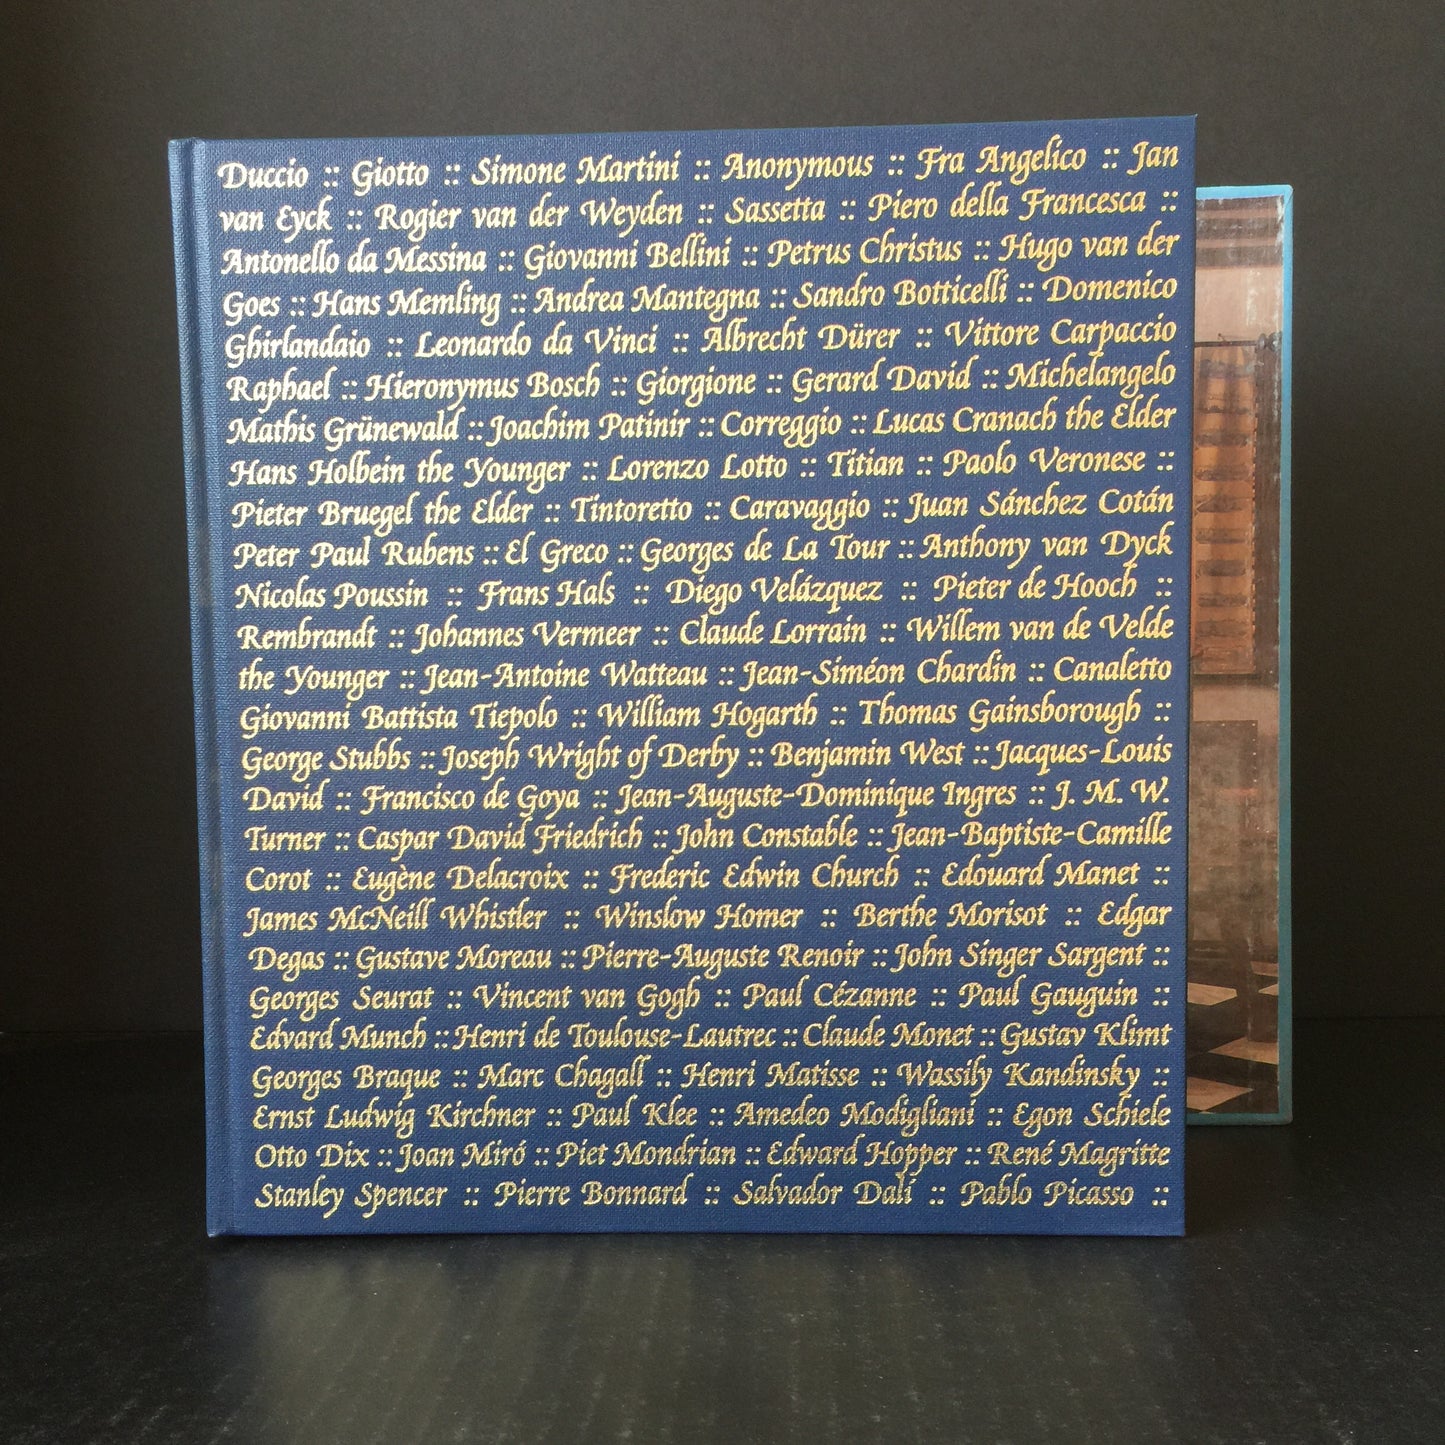 Duccio :: Giotto :: Simone Martini :: Anonymous :: Fra Angelico :: Jan
van Eyck :: Rogier van der Weyden :: Sassetta :: Piero della Francesca ::
Antonello da Messina :: Giovanni Bellini :: Petrus Christus :: Hugo van der
Goes :: Hans Memling :: Andrea Mantegna :: Sandro Botticelli :: Domenico
Ghirlandaio :: Leonardo da Vinci :: Albrecht Dürer :: Vittore Carpaccio
Raphael :: Hieronymus Bosch :: Giorgione :: Gerard David :: Michelangelo
Mathis Grünewald :: Joachim Patinir :: Correggio :: Lucas Cranach the Elder
Hans Holbein the Younger :: Lorenzo Lotto :: Titian :: Paolo Veronese ::
Pieter Bruegel the Elder :: Tintoretto :: Caravaggio :: Juan Sánchez Cotán
Peter Paul Rubens :: El Greco :: Georges de La Tour :: Anthony van Dyck
Nicolas Poussin :: Frans Hals :: Diego Velázquez :: Pieter de Hooch ::
Rembrandt :: Johannes Vermeer :: Claude Lorrain :: Willem van de Velde
the Younger :: Jean-Antoine Watteau :: Jean-Siméon Chardin :: Canaletto
Giovanni Battista Tiepolo :: William Hogarth :: Thomas Gainsborough ::
George Stubbs :: Joseph Wright of Derby :: Benjamin West :: Jacques-Louis
David :: Francisco de Goya :: Jean-Auguste-Dominique Ingres :: J. M. W.
Turner :: Caspar David Friedrich :: John Constable :: Jean-Baptiste-Camille
Corot :: Eugène Delacroix :: Frederic Edwin Church :: Edouard Manet ::
James McNeill Whistler :: Winslow Homer :: Berthe Morisot :: Edgar
Degas :: Gustave Moreau :: Pierre-Auguste Renoir :: John Singer Sargent ::
Georges Seurat :: Vincent van Gogh :: Paul Cézanne :: Paul Gauguin ::
Edvard Munch :: Henri de Toulouse-Lautrec :: Claude Monet :: Gustav Klimt
Georges Braque :: Marc Chagall :: Henri Matisse :: Wassily Kandinsky ::
Ernst Ludwig Kirchner :: Paul Klee :: Amedeo Modigliani :: Egon Schiele
Otto Dix :: Joan Miró :: Piet Mondrian :: Edward Hopper :: René Magritte
Stanley Spencer :: Pierre Bonnard :: Salvador Dalí :: Pablo Picasso ::